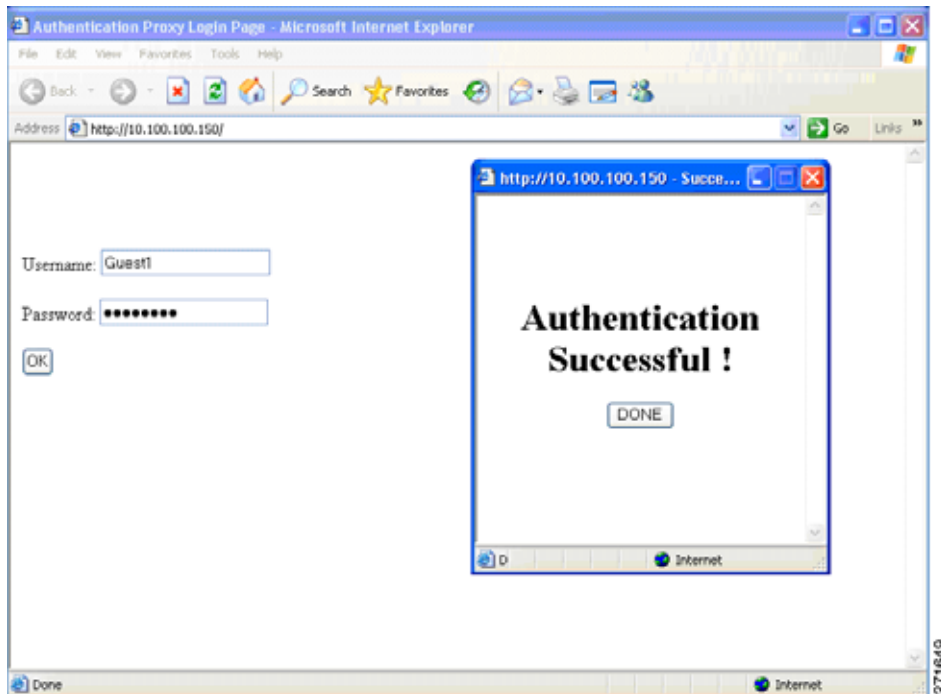 Authentication Proxy Login Page - Microsoft Internet Explorer
File Edit View Favorites Tools Help
Back Search Favorites
Address http://10.100.100.150/ Go Links »
http://10.100.100.150 - Succe...
Username: Guest1
Password: ••••••••
OK
Authentication
Successful !
DONE
D Internet
Done Internet
271649